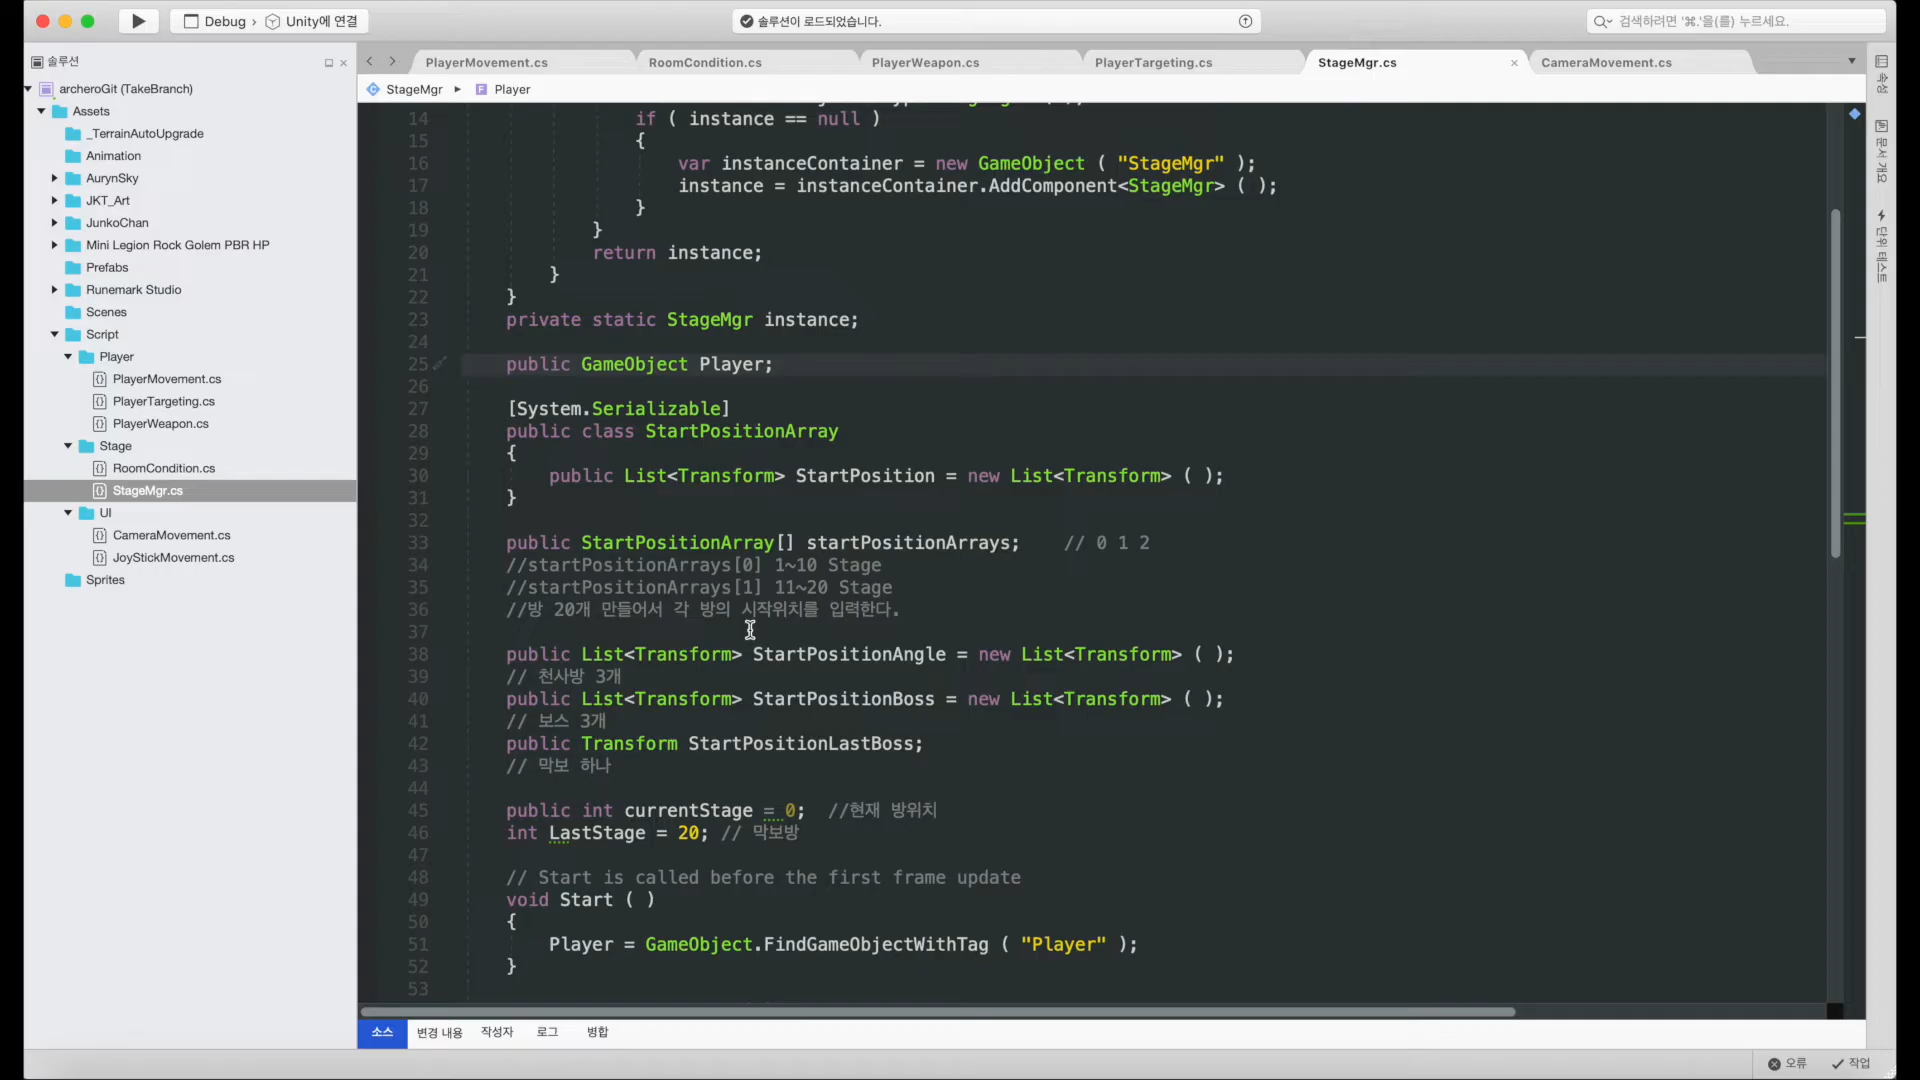 Debug › Unity에 연결
솔루션이 로드되었습니다.
검색하려면 '⌘.'을(를) 누르세요.
솔루션
archeroGit (TakeBranch)
Assets
_TerrainAutoUpgrade
Animation
AurynSky
JKT_Art
JunkoChan
Mini Legion Rock Golem PBR HP
Prefabs
Runemark Studio
Scenes
Script
Player
PlayerMovement.cs
PlayerTargeting.cs
PlayerWeapon.cs
Stage
RoomCondition.cs
StageMgr.cs
UI
CameraMovement.cs
JoyStickMovement.cs
Sprites
PlayerMovement.cs
RoomCondition.cs
PlayerWeapon.cs
PlayerTargeting.cs
StageMgr.cs
CameraMovement.cs
StageMgr ▸ Player
14 if ( instance == null )
15 {
16 var instanceContainer = new GameObject ( "StageMgr" );
17 instance = instanceContainer.AddComponent<StageMgr> ( );
18 }
19 }
20 return instance;
21 }
22 }
23 private static StageMgr instance;
24
25 public GameObject Player;
26
27 [System.Serializable]
28 public class StartPositionArray
29 {
30 public List<Transform> StartPosition = new List<Transform> ( );
31 }
32
33 public StartPositionArray[] startPositionArrays; // 0 1 2
34 //startPositionArrays[0] 1~10 Stage
35 //startPositionArrays[1] 11~20 Stage
36 //방 20개 만들어서 각 방의 시작위치를 입력한다.
37
38 public List<Transform> StartPositionAngle = new List<Transform> ( );
39 // 천사방 3개
40 public List<Transform> StartPositionBoss = new List<Transform> ( );
41 // 보스 3개
42 public Transform StartPositionLastBoss;
43 // 막보 하나
44
45 public int currentStage = 0; //현재 방위치
46 int LastStage = 20; // 막보방
47
48 // Start is called before the first frame update
49 void Start ( )
50 {
51 Player = GameObject.FindGameObjectWithTag ( "Player" );
52 }
53
소스
변경 내용
작성자
로그
병합
속성
문서 개요
단위 테스트
오류
작업